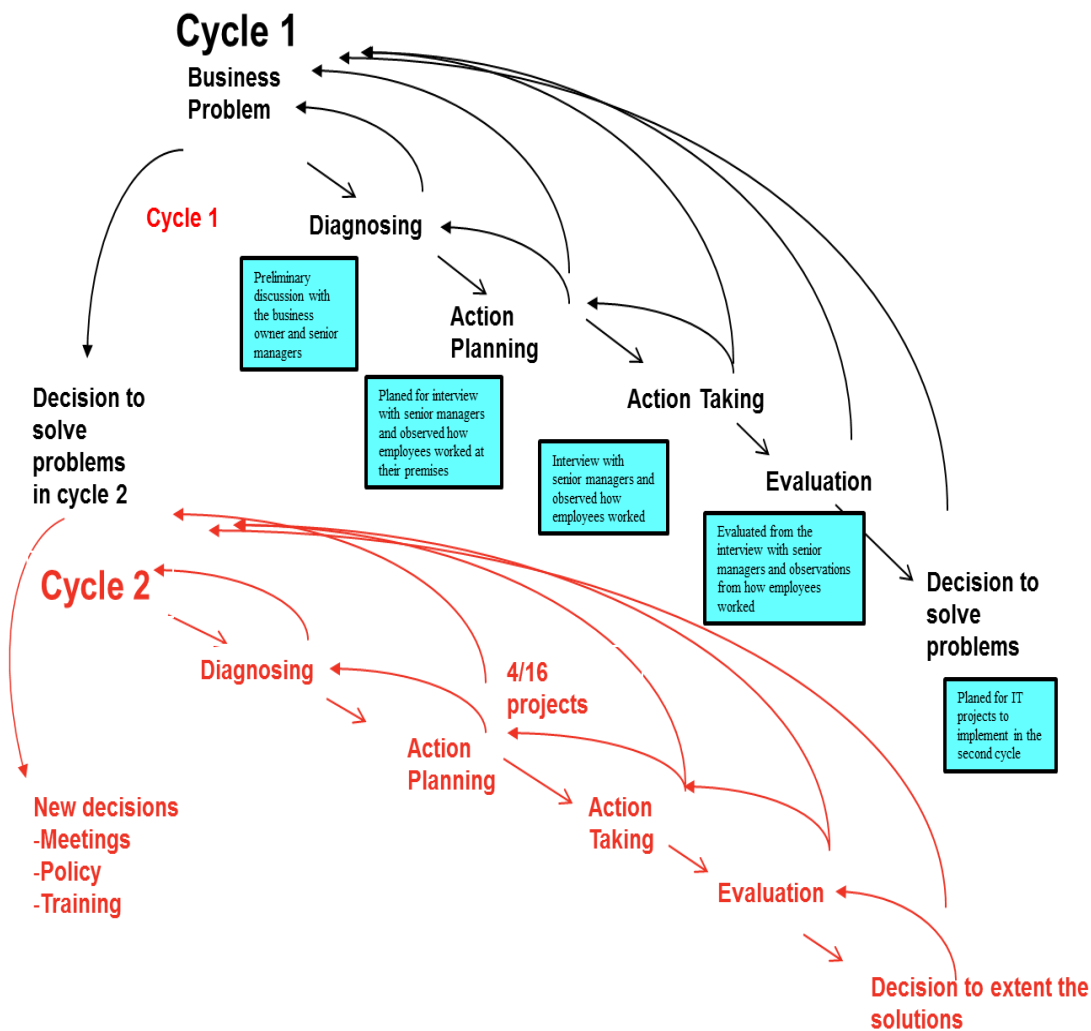 Cycle 1
Business
Problem
Cycle 1
Diagnosing
Preliminary
discussion with
the business
owner and senior
managers
Action
Planning
Planed for interview
with senior managers
and observed how
employees worked at
their premises
Action Taking
Interview with
senior managers and
observed how
employees worked
Evaluation
Evaluated from the
interview with senior
managers and observations
from how employees
worked
Decision to
solve
problems
Planed for IT
projects to
implement in the
second cycle
Decision to
solve
problems
in cycle 2
Cycle 2
Diagnosing
4/16
projects
Action
Planning
Action
Taking
Evaluation
Decision to extent the
solutions
New decisions
-Meetings
-Policy
-Training